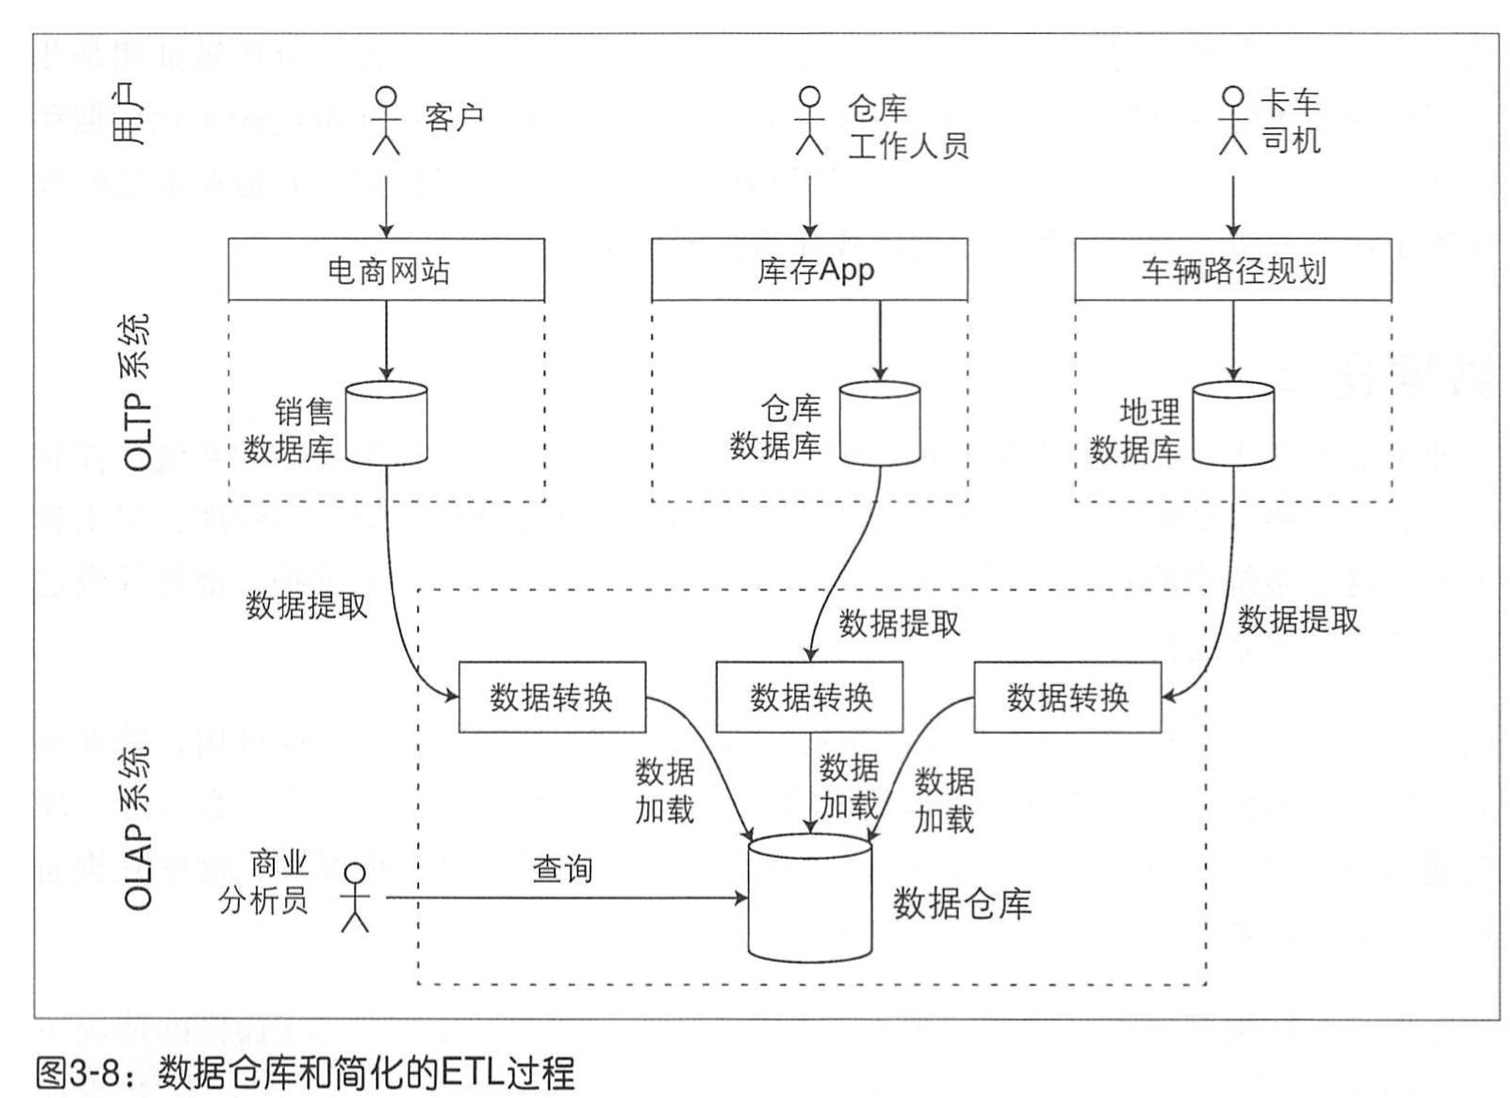 用户
客户
仓库
工作人员
卡车
司机
电商网站
库存App
车辆路径规划
OLTP 系统
销售
数据库
仓库
数据库
地理
数据库
数据提取
数据提取
数据提取
数据转换
数据转换
数据转换
OLAP 系统
数据
加载
数据
加载
数据
加载
商业
分析员
查询
数据仓库
图3-8：数据仓库和简化的ETL过程